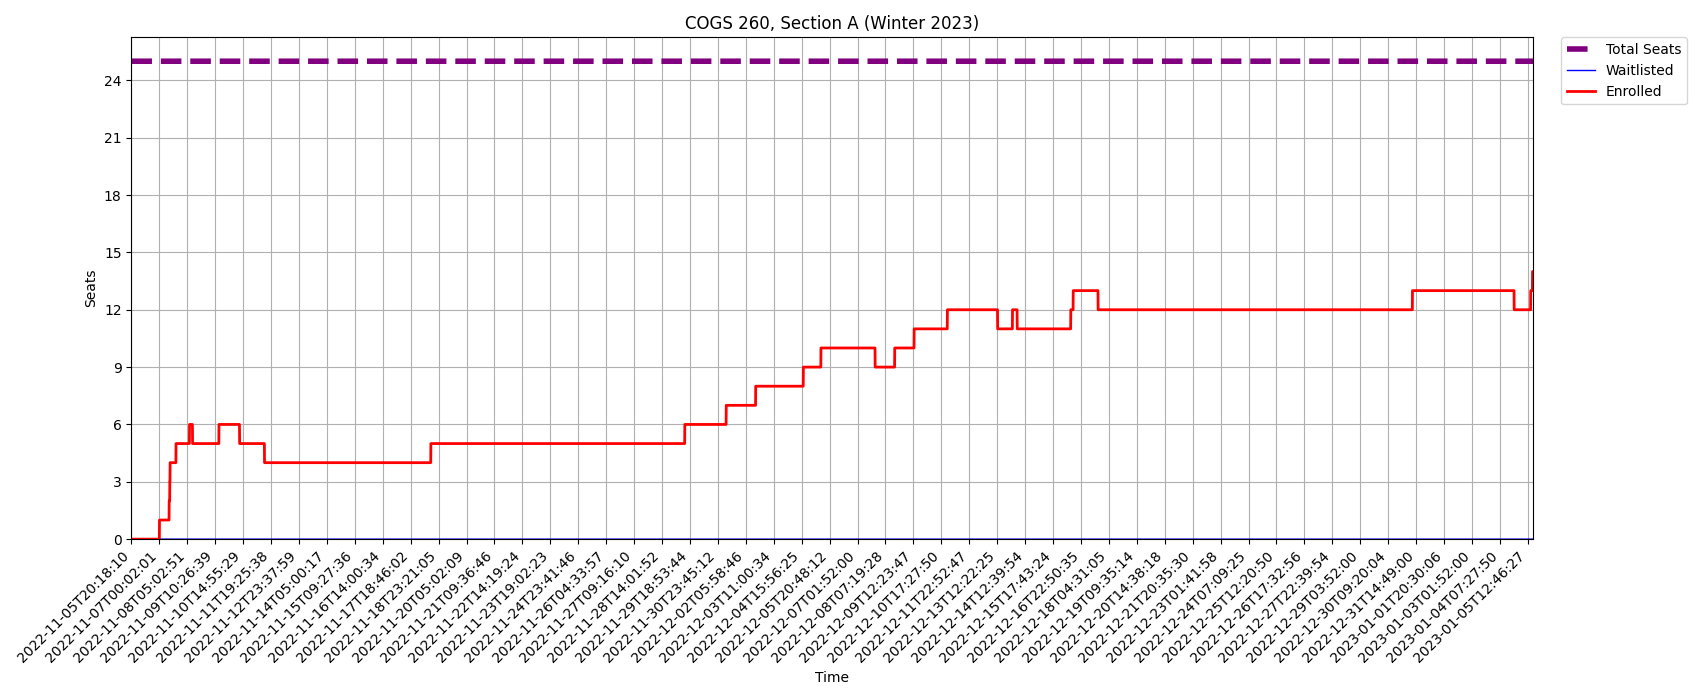 COGS 260, Section A (Winter 2023)
Total Seats
Waitlisted
Enrolled
Seats
24
21
18
15
12
9
6
3
0
2022-11-05T20:18:10
2022-11-07T00:02:01
2022-11-08T05:02:51
2022-11-09T10:26:39
2022-11-10T14:55:29
2022-11-11T19:25:38
2022-11-12T23:37:59
2022-11-14T05:00:17
2022-11-15T09:27:36
2022-11-16T14:00:34
2022-11-17T18:46:02
2022-11-18T23:21:05
2022-11-20T05:02:09
2022-11-21T09:36:46
2022-11-22T14:19:24
2022-11-23T19:02:23
2022-11-24T23:41:46
2022-11-26T04:33:57
2022-11-27T09:16:10
2022-11-28T14:01:52
2022-11-29T18:53:44
2022-11-30T23:45:12
2022-12-02T05:58:46
2022-12-03T11:00:34
2022-12-04T15:56:25
2022-12-05T20:48:12
2022-12-07T01:52:00
2022-12-08T07:19:28
2022-12-09T12:23:47
2022-12-10T17:27:50
2022-12-11T22:52:47
2022-12-13T12:22:25
2022-12-14T12:39:54
2022-12-15T17:43:24
2022-12-16T22:50:35
2022-12-18T04:31:05
2022-12-19T09:35:14
2022-12-20T14:38:18
2022-12-21T20:35:30
2022-12-23T01:41:58
2022-12-24T07:09:25
2022-12-25T12:20:50
2022-12-26T17:32:56
2022-12-27T22:39:54
2022-12-29T03:52:00
2022-12-30T09:20:04
2022-12-31T14:49:00
2023-01-01T20:30:06
2023-01-03T01:52:00
2023-01-04T07:27:50
2023-01-05T12:46:27
Time